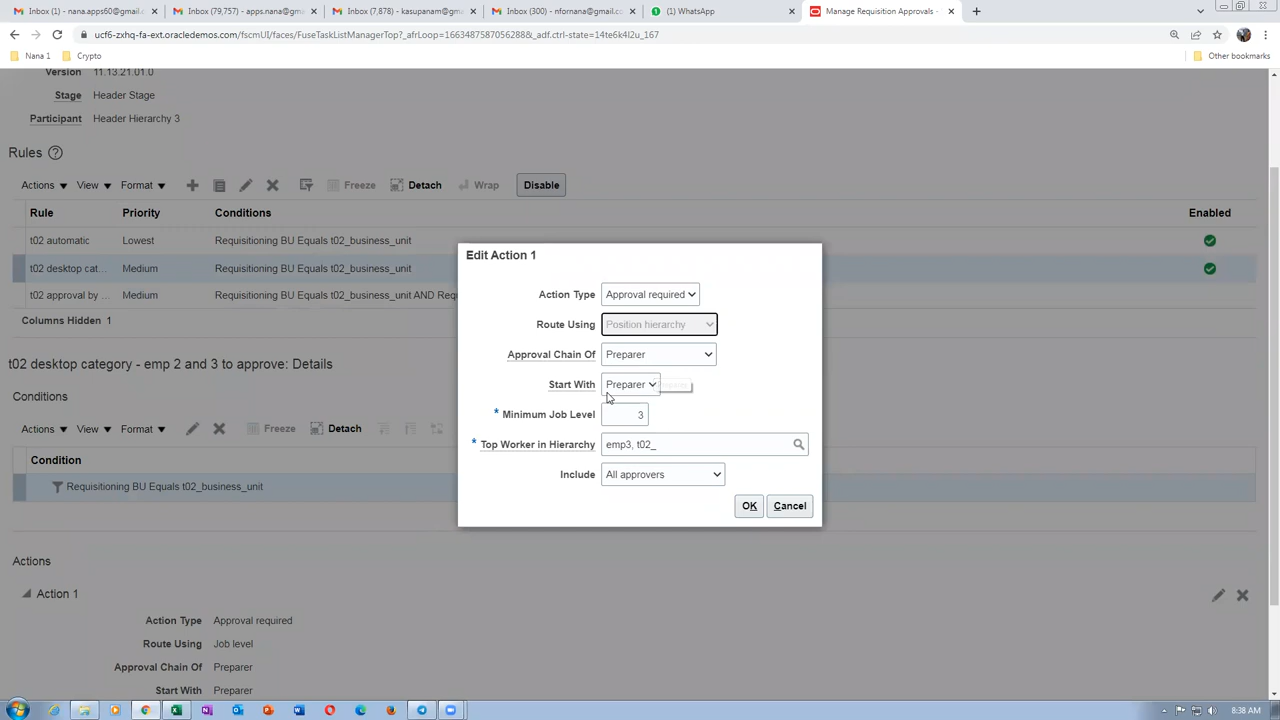 Inbox (1) - nana.apps60@gmail.c
Inbox (79,757) - apps.nana@gma
Inbox (7,878) - kasupanam@gma
Inbox (300) - nfornana@gmail.co
(1) WhatsApp
Manage Requisition Approvals -
ucf6-zxhq-fa-ext.oracledemos.com/fscmUI/faces/FuseTaskListManagerTop?_afrLoop=16634875870562888&_adf.ctrl-state=14te6k4l2u_167
Nana 1
Crypto
Other bookmarks
Version 11.13.21.01.0
Stage Header Stage
Participant Header Hierarchy 3
Rules
Actions View Format Freeze Detach Wrap Disable
Rule Priority Conditions Enabled
t02 automatic Lowest Requisitioning BU Equals t02_business_unit
t02 desktop cat... Medium Requisitioning BU Equals t02_business_unit
t02 approval by ... Medium Requisitioning BU Equals t02_business_unit AND Requ
Columns Hidden 1
t02 desktop category - emp 2 and 3 to approve: Details
Conditions
Actions View Format Freeze Detach
Condition
Requisitioning BU Equals t02_business_unit
Actions
Action 1
Action Type Approval required
Route Using Job level
Approval Chain Of Preparer
Start With Preparer
Edit Action 1
Action Type Approval required
Route Using Position hierarchy
Approval Chain Of Preparer
Start With Preparer
* Minimum Job Level 3
* Top Worker in Hierarchy emp3, t02_
Include All approvers
OK Cancel
8:38 AM